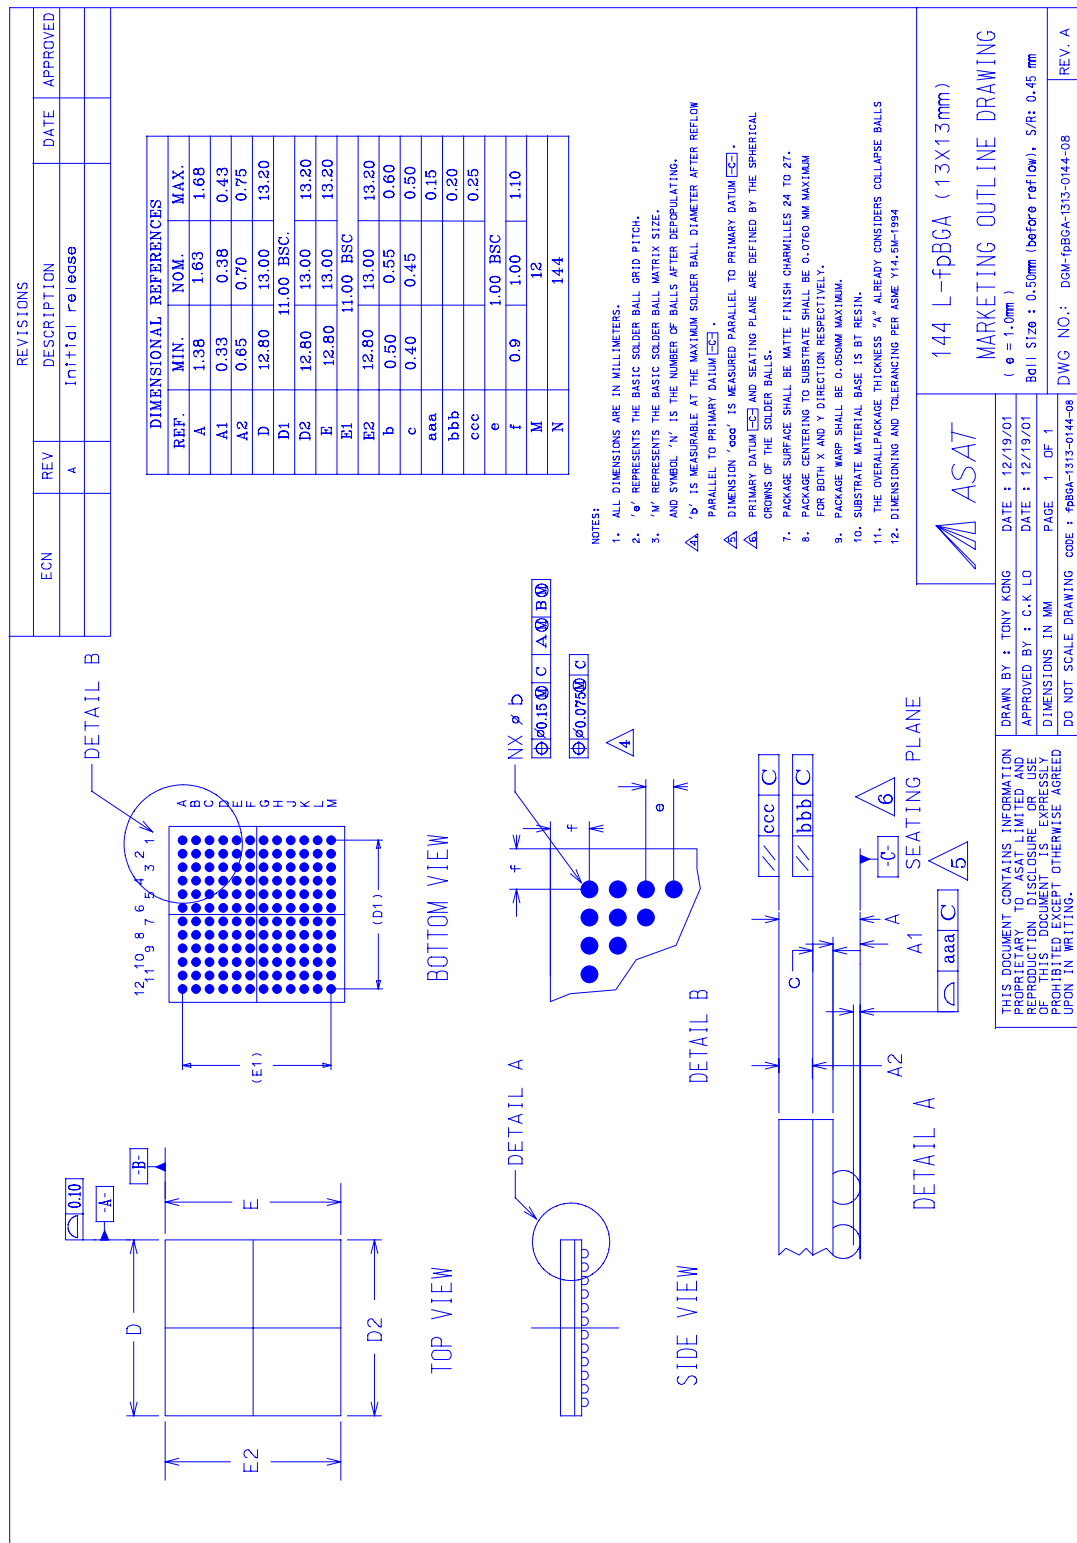 REVISIONS
ECN REV DESCRIPTION DATE APPROVED
A Initial release
DIMENSIONAL REFERENCES
REF. MIN. NOM. MAX.
A 1.38 1.63 1.68
A1 0.33 0.38 0.43
A2 0.65 0.70 0.75
D 12.80 13.00 13.20
D1 11.00 BSC.
D2 12.80 13.00 13.20
E 12.80 13.00 13.20
E1 11.00 BSC
E2 12.80 13.00 13.20
b 0.50 0.55 0.60
c 0.40 0.45 0.50
aaa 0.15
bbb 0.20
ccc 0.25
e 1.00 BSC
f 0.9 1.00 1.10
M 12
N 144
NOTES:
1. ALL DIMENSIONS ARE IN MILLIMETERS.
2. 'e' REPRESENTS THE BASIC SOLDER BALL GRID PITCH.
3. 'M' REPRESENTS THE BASIC SOLDER BALL MATRIX SIZE.
AND SYMBOL 'N' IS THE NUMBER OF BALLS AFTER DEPOPULATING.
4. 'b' IS MEASURABLE AT THE MAXIMUM SOLDER BALL DIAMETER AFTER REFLOW
PARALLEL TO PRIMARY DAIUM -C- .
5. DIMENSION 'aaa' IS MEASURED PARALLEL TO PRIMARY DATUM -C- .
6. PRIMARY DATUM -C- AND SEATING PLANE ARE DEFINED BY THE SPHERICAL
CROWNS OF THE SOLDER BALLS.
7. PACKAGE SURFACE SHALL BE MATTE FINISH CHARMILLES 24 TO 27.
8. PACKAGE CENTERING TO SUBSTRATE SHALL BE 0.0760 MM MAXIMUM
FOR BOTH X AND Y DIRECTION RESPECTIVELY.
9. PACKAGE WARP SHALL BE 0.050MM MAXIMUM.
10. SUBSTRATE MATERIAL BASE IS BT RESIN.
11. THE OVERALLPACKAGE THICKNESS "A" ALREADY CONSIDERS COLLAPSE BALLS
12. DIMENSIONING AND TOLERANCING PER ASME Y14.5M-1994
D
0.10
-A-
-B-
E
E2
D2
TOP VIEW
DETAIL B
12 11 10 9 8 7 6 5 4 3 2 1
A
B
C
D
E
F
G
H
J
K
L
M
(E1)
(D1)
BOTTOM VIEW
DETAIL A
SIDE VIEW
NX ø b
ø0.15 M C A M B M
ø0.075 M C
4
f
f
e
DETAIL B
// ccc C
// bbb C
6
-C-
SEATING PLANE
5
c
A
A1
aaa C
A2
DETAIL A
ASAT
144 L-fpBGA (13X13mm)
MARKETING OUTLINE DRAWING
( e = 1.0mm )
Ball Size : 0.50mm (before reflow), S/R: 0.45 mm
DWG NO.: DGM-fpBGA-1313-0144-08 REV. A
THIS DOCUMENT CONTAINS INFORMATION
PROPRIETARY TO ASAT LIMITED AND
REPRODUCTION, DISCLOSURE OR USE
OF THIS DOCUMENT IS EXPRESSLY
PROHIBITED EXCEPT OTHERWISE AGREED
UPON IN WRITING.
DRAWN BY : TONY KONG DATE : 12/19/01
APPROVED BY : C.K LO DATE : 12/19/01
DIMENSIONS IN MM PAGE 1 OF 1
DO NOT SCALE DRAWING CODE : fpBGA-1313-0144-08